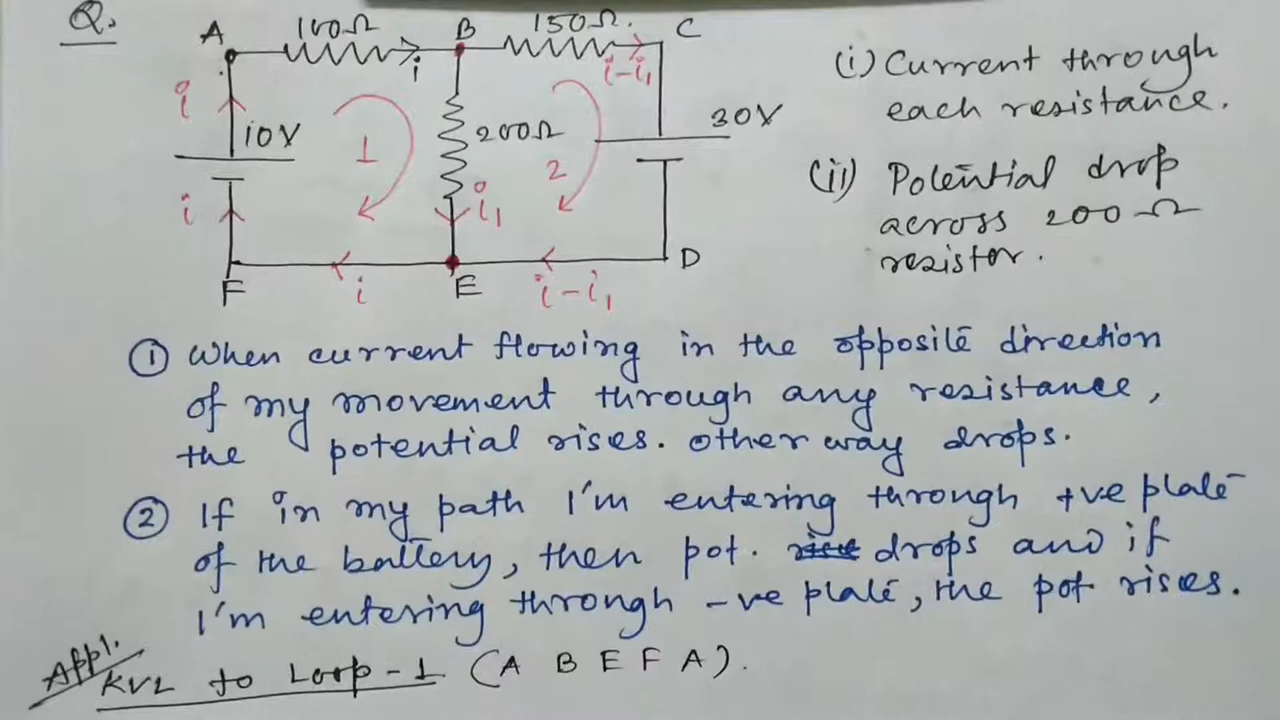 Q.
A 100Ω B 150Ω. C
i i i-i₁
10V 1 200Ω 2 30V
i i₁
F i E i-i₁ D
(i) Current through
each resistance.
(ii) Potential drop
across 200Ω
resistor.
① When current flowing in the opposite direction
of my movement through any resistance,
the potential rises. other way drops.
② If in my path I'm entering through +ve plate
of the battery, then pot. drops and if
I'm entering through -ve plate, the pot rises.
Appl.
KVL to Loop-1 (A B E F A).